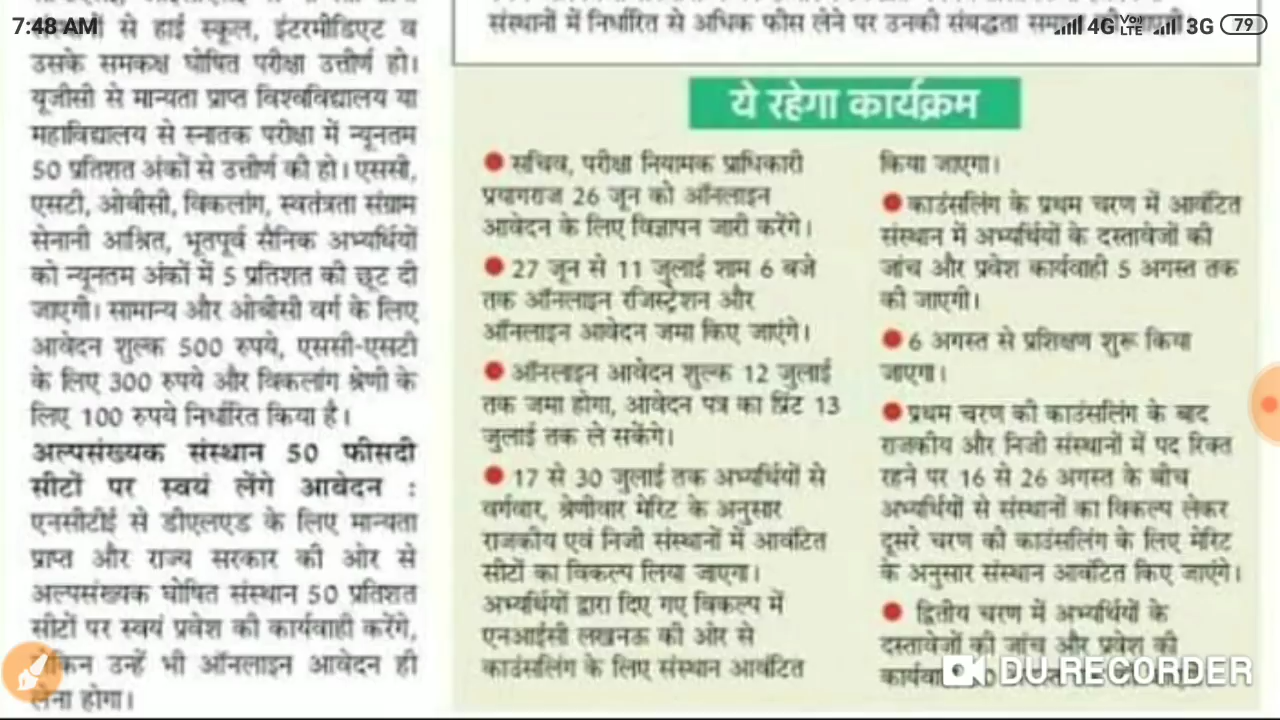 7:48 AM
4G VoLTE 3G 79
से हाई स्कूल, इंटरमीडिएट व
उसके समकक्ष घोषित परीक्षा उत्तीर्ण हो।
यूजीसी से मान्यता प्राप्त विश्वविद्यालय या
महाविद्यालय से स्नातक परीक्षा में न्यूनतम
50 प्रतिशत अंकों से उत्तीर्ण की हो। एससी,
एसटी, ओबीसी, विकलांग, स्वतंत्रता संग्राम
सेनानी आश्रित, भूतपूर्व सैनिक अभ्यर्थियों
को न्यूनतम अंकों में 5 प्रतिशत की छूट दी
जाएगी। सामान्य और ओबीसी वर्ग के लिए
आवेदन शुल्क 500 रुपये, एससी-एसटी
के लिए 300 रुपये और विकलांग श्रेणी के
लिए 100 रुपये निर्धारित किया है।
अल्पसंख्यक संस्थान 50 फीसदी
सीटों पर स्वयं लेंगे आवेदन :
एनसीटीई से डीएलएड के लिए मान्यता
प्राप्त और राज्य सरकार की ओर से
अल्पसंख्यक घोषित संस्थान 50 प्रतिशत
सीटों पर स्वयं प्रवेश की कार्यवाही करेंगे,
लेकिन उन्हें भी ऑनलाइन आवेदन ही
लेना होगा।
संस्थानों में निर्धारित से अधिक फीस लेने पर उनकी संबद्धता
ये रहेगा कार्यक्रम
● सचिव, परीक्षा नियामक प्राधिकारी
प्रयागराज 26 जून को ऑनलाइन
आवेदन के लिए विज्ञापन जारी करेंगे।
● 27 जून से 11 जुलाई शाम 6 बजे
तक ऑनलाइन रजिस्ट्रेशन और
ऑनलाइन आवेदन जमा किए जाएंगे।
● ऑनलाइन आवेदन शुल्क 12 जुलाई
तक जमा होगा, आवेदन पत्र का प्रिंट 13
जुलाई तक ले सकेंगे।
● 17 से 30 जुलाई तक अभ्यर्थियों से
वर्गवार, श्रेणीवार मेरिट के अनुसार
राजकीय एवं निजी संस्थानों में आवंटित
सीटों का विकल्प लिया जाएगा।
अभ्यर्थियों द्वारा दिए गए विकल्प में
एनआईसी लखनऊ की ओर से
काउंसलिंग के लिए संस्थान आवंटित
किया जाएगा।
● काउंसलिंग के प्रथम चरण में आवंटित
संस्थान में अभ्यर्थियों के दस्तावेजों की
जांच और प्रवेश कार्यवाही 5 अगस्त तक
की जाएगी।
● 6 अगस्त से प्रशिक्षण शुरू किया
जाएगा।
● प्रथम चरण की काउंसलिंग के बाद
राजकीय और निजी संस्थानों में पद रिक्त
रहने पर 16 से 26 अगस्त के बीच
अभ्यर्थियों से संस्थानों का विकल्प लेकर
दूसरे चरण की काउंसलिंग के लिए मेरिट
के अनुसार संस्थान आवंटित किए जाएंगे।
● द्वितीय चरण में अभ्यर्थियों के
दस्तावेजों की जांच और प्रवेश की
DU RECORDER